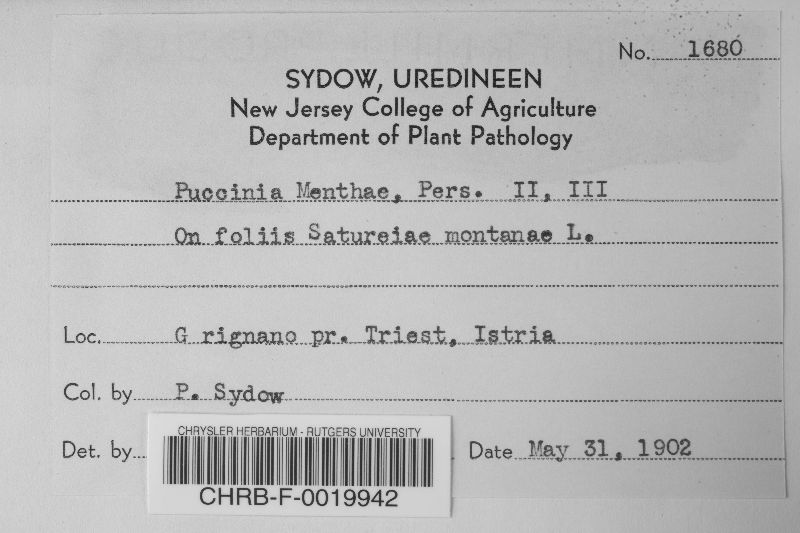 No. 1680
SYDOW, UREDINEEN
New Jersey College of Agriculture
Department of Plant Pathology
Puccinia Menthae, Pers. II, III
On foliis Satureiae montanae L.
Loc. G rignano pr. Triest, Istria
Col. by P. Sydow
Det. by
Date May 31, 1902
CHRYSLER HERBARIUM - RUTGERS UNIVERSITY
CHRB-F-0019942